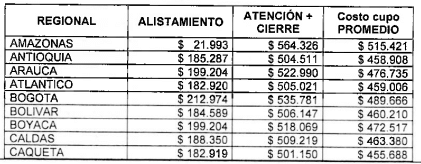 REGIONAL ALISTAMIENTO ATENCIÓN + CIERRE Costo cupo PROMEDIO
AMAZONAS $ 21.993 $ 564.326 $ 515.421
ANTIOQUIA $ 185.287 $ 504.511 $ 458.908
ARAUCA $ 199.204 $ 522.990 $ 476.735
ATLANTICO $ 182.920 $ 505.021 $ 459.006
BOGOTA $ 212.974 $ 535.781 $ 489.666
BOLIVAR $ 184.589 $ 506.147 $ 460.210
BOYACA $ 199.204 $ 518.069 $ 472.517
CALDAS $ 188.350 $ 509.219 $ 463.380
CAQUETA $ 182.919 $ 501.150 $ 455.688